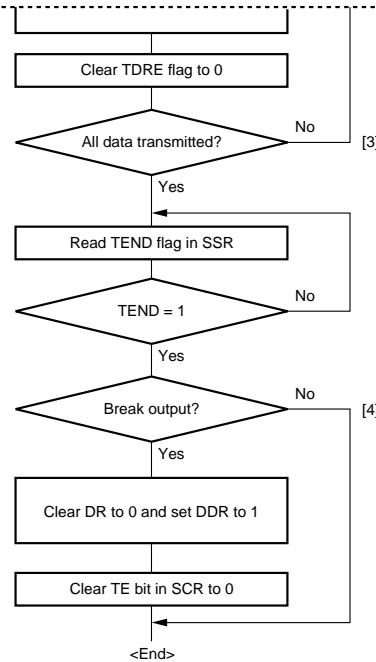 Clear TDRE flag to 0
All data transmitted?
No
[3]
Yes
Read TEND flag in SSR
TEND = 1
No
Yes
Break output?
No
[4]
Yes
Clear DR to 0 and set DDR to 1
Clear TE bit in SCR to 0
<End>